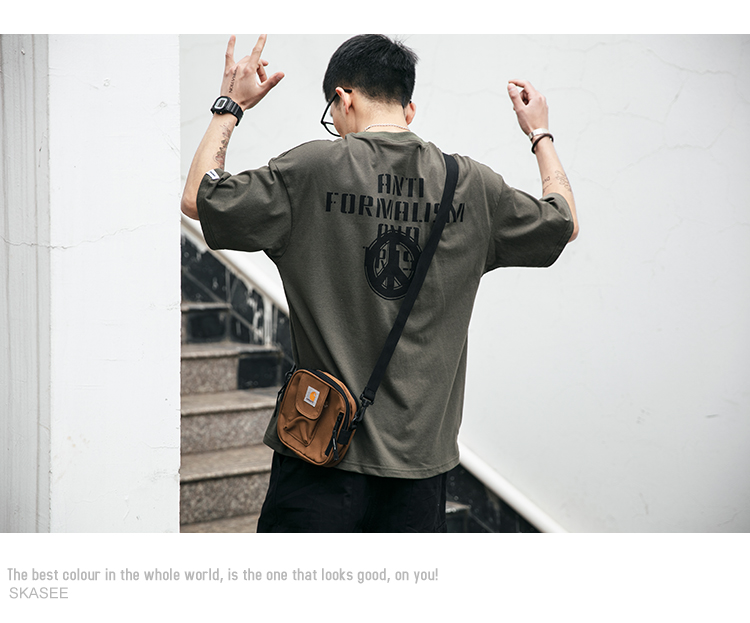 ANTI
FORMALISM
AND
The best colour in the whole world, is the one that looks good, on you!
SKASEE